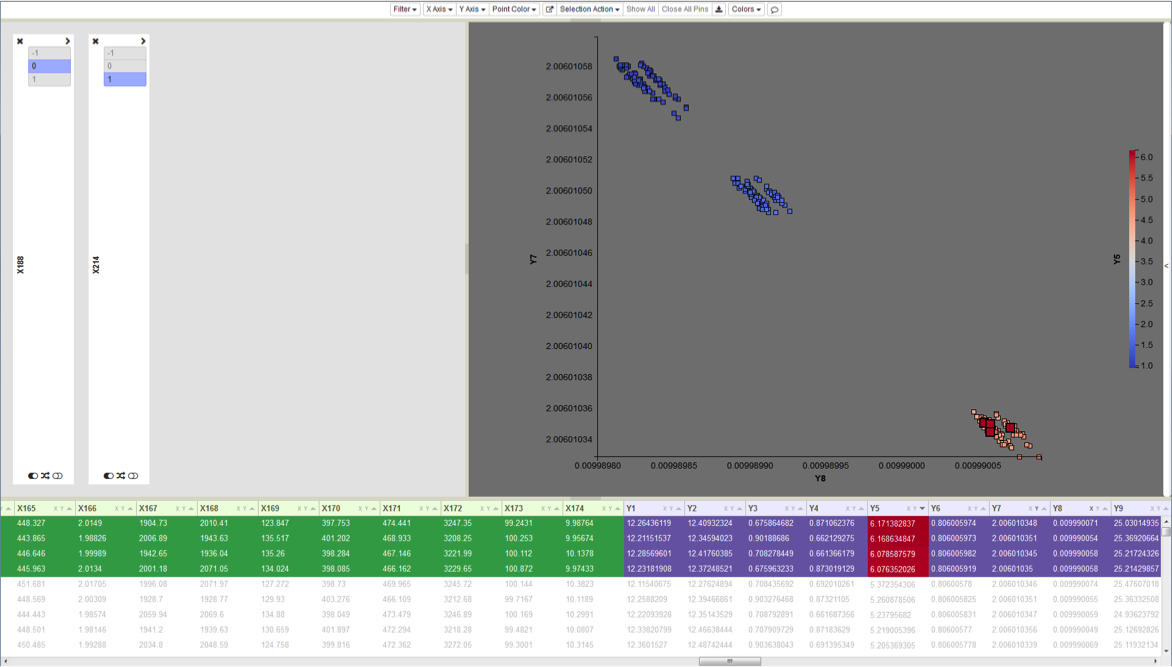 Filter X Axis Y Axis Point Color Selection Action Show All Close All Pins Colors
-1
0
1
X188
-1
0
1
X214
2.00601058
2.00601056
2.00601054
2.00601052
2.00601050
2.00601048
2.00601046
2.00601044
2.00601042
2.00601040
2.00601038
2.00601036
2.00601034
Y7
0.00998980 0.00998985 0.00998990 0.00998995 0.00999000 0.00999005
Y8
Y5
6.0
5.5
5.0
4.5
4.0
3.5
3.0
2.5
2.0
1.5
1.0
<
X165 X Y X166 X Y X167 X Y X168 X Y X169 X Y X170 X Y X171 X Y X172 X Y X173 X Y X174 X Y Y1 X Y Y2 X Y Y3 X Y Y4 X Y Y5 X Y Y6 X Y Y7 X Y Y8 X Y Y9 X Y
448.327 2.0149 1904.73 2010.41 123.847 397.753 474.441 3247.35 99.2431 9.98764 12.26436119 12.40932324 0.675864682 0.871062376 6.171382837 0.806005974 2.006010348 0.009990071 25.03014935
443.865 1.98826 2006.89 1943.63 135.517 401.202 468.933 3208.25 100.253 9.95674 12.21151537 12.34594023 0.90188686 0.662129275 6.168634847 0.806005973 2.006010351 0.009990054 25.36920664
446.646 1.99989 1942.65 1936.04 135.26 398.284 467.146 3221.99 100.112 10.1378 12.28569601 12.41760385 0.708278449 0.661366179 6.078587579 0.806005982 2.006010345 0.009990058 25.21724326
445.963 2.0134 2001.18 2071.05 134.024 398.085 466.162 3229.65 100.872 9.97433 12.23181908 12.37248521 0.675963233 0.873019129 6.076352026 0.806005919 2.00601035 0.009990058 25.21429857
451.681 2.01705 1996.08 2071.97 127.272 398.73 469.965 3245.72 100.144 10.3823 12.11540675 12.27624894 0.708435692 0.692010261 5.372354306 0.80600578 2.006010346 0.009990074 25.47607018
448.569 2.00309 1928.7 1928.77 129.93 403.276 466.109 3212.68 99.7167 10.1189 12.2588209 12.39466861 0.903276468 0.87321105 5.260878506 0.806005825 2.006010351 0.009990051 25.36332508
444.443 1.98574 2059.94 2069.6 134.88 398.049 473.479 3246.89 100.169 10.2991 12.22093928 12.35143529 0.708792891 0.661687356 5.23795682 0.806005831 2.006010347 0.009990058 24.93623792
448.501 1.98146 1941.2 1939.63 130.659 401.897 472.294 3218.28 99.4821 10.0807 12.33820799 12.46638444 0.707909729 0.87183629 5.219005396 0.80600577 2.006010356 0.009990049 25.12692826
450.485 1.99288 2034.8 2048.59 124.758 399.816 472.362 3272.05 99.3001 10.3145 12.3601527 12.48742444 0.903638043 0.691395349 5.205369305 0.80600578 2.006010339 0.009990069 25.11932134